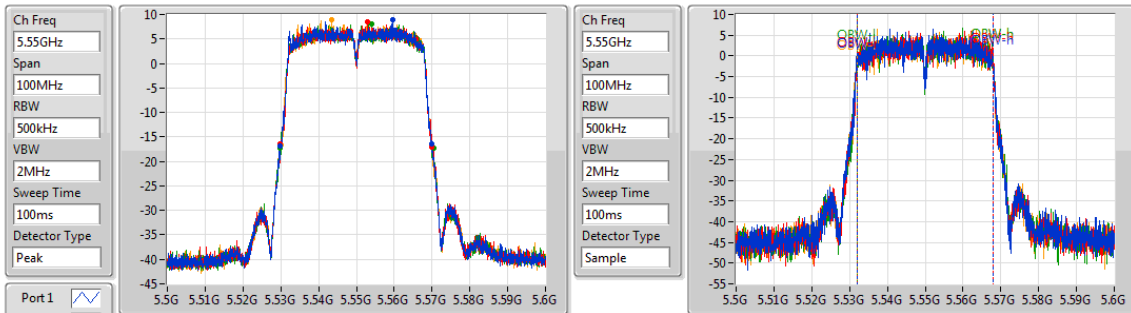 Ch Freq
5.55GHz
Span
100MHz
RBW
500kHz
VBW
2MHz
Sweep Time
100ms
Detector Type
Peak
Port 1
10
5
0
-5
-10
-15
-20
-25
-30
-35
-40
-45
5.5G 5.51G 5.52G 5.53G 5.54G 5.55G 5.56G 5.57G 5.58G 5.59G 5.6G
Ch Freq
5.55GHz
Span
100MHz
RBW
500kHz
VBW
2MHz
Sweep Time
100ms
Detector Type
Sample
10
5
0
-5
-10
-15
-20
-25
-30
-35
-40
-45
-50
-55
OBW-h
5.5G 5.51G 5.52G 5.53G 5.54G 5.55G 5.56G 5.57G 5.58G 5.59G 5.6G